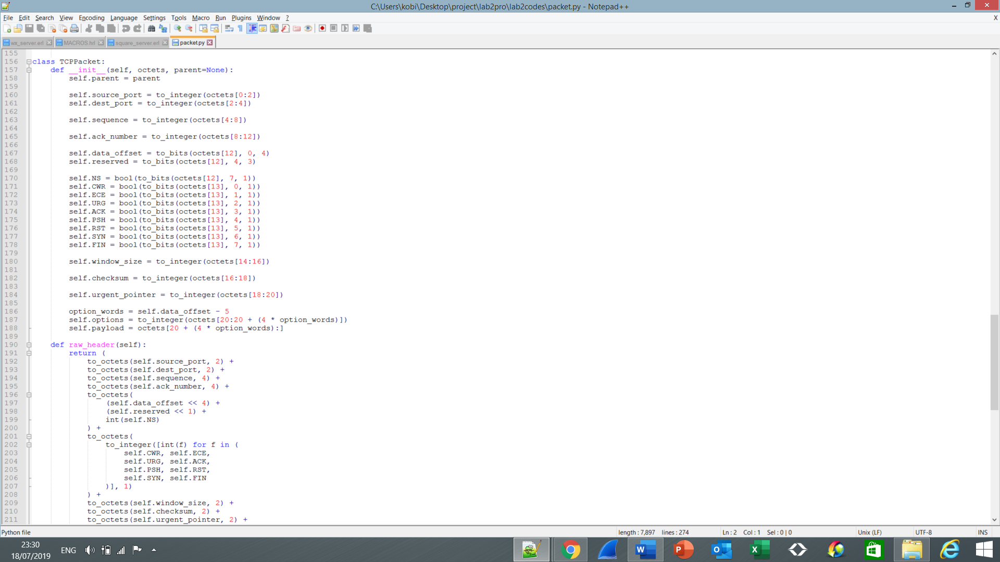 C:\Users\kobi\Desktop\project\lab2pro\lab2codes\packet.py - Notepad++
File Edit Search View Encoding Language Settings Tools Macro Run Plugins Window ? X
wx_server.erl MACROS.hrl square_server.erl packet.py
155
156 class TCPPacket:
157     def __init__(self, octets, parent=None):
158         self.parent = parent
159
160         self.source_port = to_integer(octets[0:2])
161         self.dest_port = to_integer(octets[2:4])
162
163         self.sequence = to_integer(octets[4:8])
164
165         self.ack_number = to_integer(octets[8:12])
166
167         self.data_offset = to_bits(octets[12], 0, 4)
168         self.reserved = to_bits(octets[12], 4, 3)
169
170         self.NS = bool(to_bits(octets[12], 7, 1))
171         self.CWR = bool(to_bits(octets[13], 0, 1))
172         self.ECE = bool(to_bits(octets[13], 1, 1))
173         self.URG = bool(to_bits(octets[13], 2, 1))
174         self.ACK = bool(to_bits(octets[13], 3, 1))
175         self.PSH = bool(to_bits(octets[13], 4, 1))
176         self.RST = bool(to_bits(octets[13], 5, 1))
177         self.SYN = bool(to_bits(octets[13], 6, 1))
178         self.FIN = bool(to_bits(octets[13], 7, 1))
179
180         self.window_size = to_integer(octets[14:16])
181
182         self.checksum = to_integer(octets[16:18])
183
184         self.urgent_pointer = to_integer(octets[18:20])
185
186         option_words = self.data_offset - 5
187         self.options = to_integer(octets[20:20 + (4 * option_words)])
188         self.payload = octets[20 + (4 * option_words):]
189
190     def raw_header(self):
191         return (
192             to_octets(self.source_port, 2) +
193             to_octets(self.dest_port, 2) +
194             to_octets(self.sequence, 4) +
195             to_octets(self.ack_number, 4) +
196             to_octets(
197                 (self.data_offset << 4) +
198                 (self.reserved << 1) +
199                 int(self.NS)
200             ) +
201             to_octets(
202                 to_integer([int(f) for f in (
203                     self.CWR, self.ECE,
204                     self.URG, self.ACK,
205                     self.PSH, self.RST,
206                     self.SYN, self.FIN
207                 )], 1)
208             ) +
209             to_octets(self.window_size, 2) +
210             to_octets(self.checksum, 2) +
211             to_octets(self.urgent_pointer, 2) +
Python file length : 7,897 lines : 274 Ln : 2 Col : 1 Sel : 0 | 0 Unix (LF) UTF-8 INS
23:30
ENG
18/07/2019